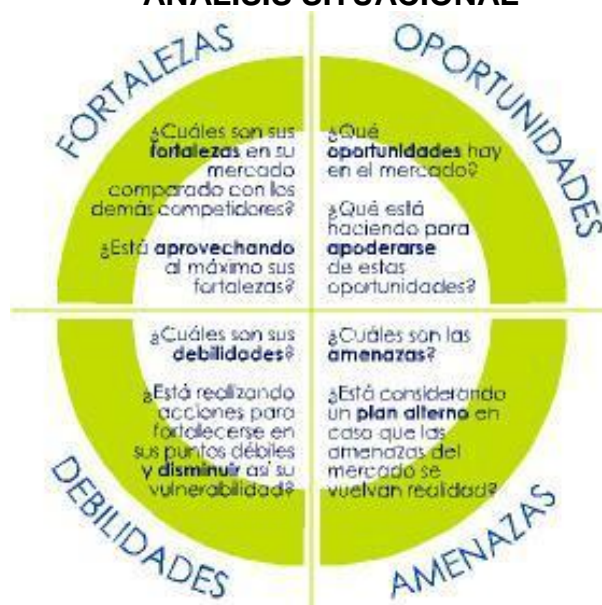 ANÁLISIS SITUACIONAL
FORTALEZAS
¿Cuáles son sus
fortalezas en su
mercado
comparado con los
demás competidores?
¿Está aprovechando
al máximo sus
fortalezas?
OPORTUNIDADES
¿Qué
oportunidades hay
en el mercado?
¿Qué está
haciendo para
apoderarse
de estas
oportunidades?
DEBILIDADES
¿Cuáles son sus
debilidades?
¿Está realizando
acciones para
fortalecerse en
sus puntos débiles
y disminuir así su
vulnerabilidad?
AMENAZAS
¿Cuáles son las
amenazas?
¿Está considerando
un plan alterno en
caso que las
amenazas del
mercado se
vuelvan realidad?